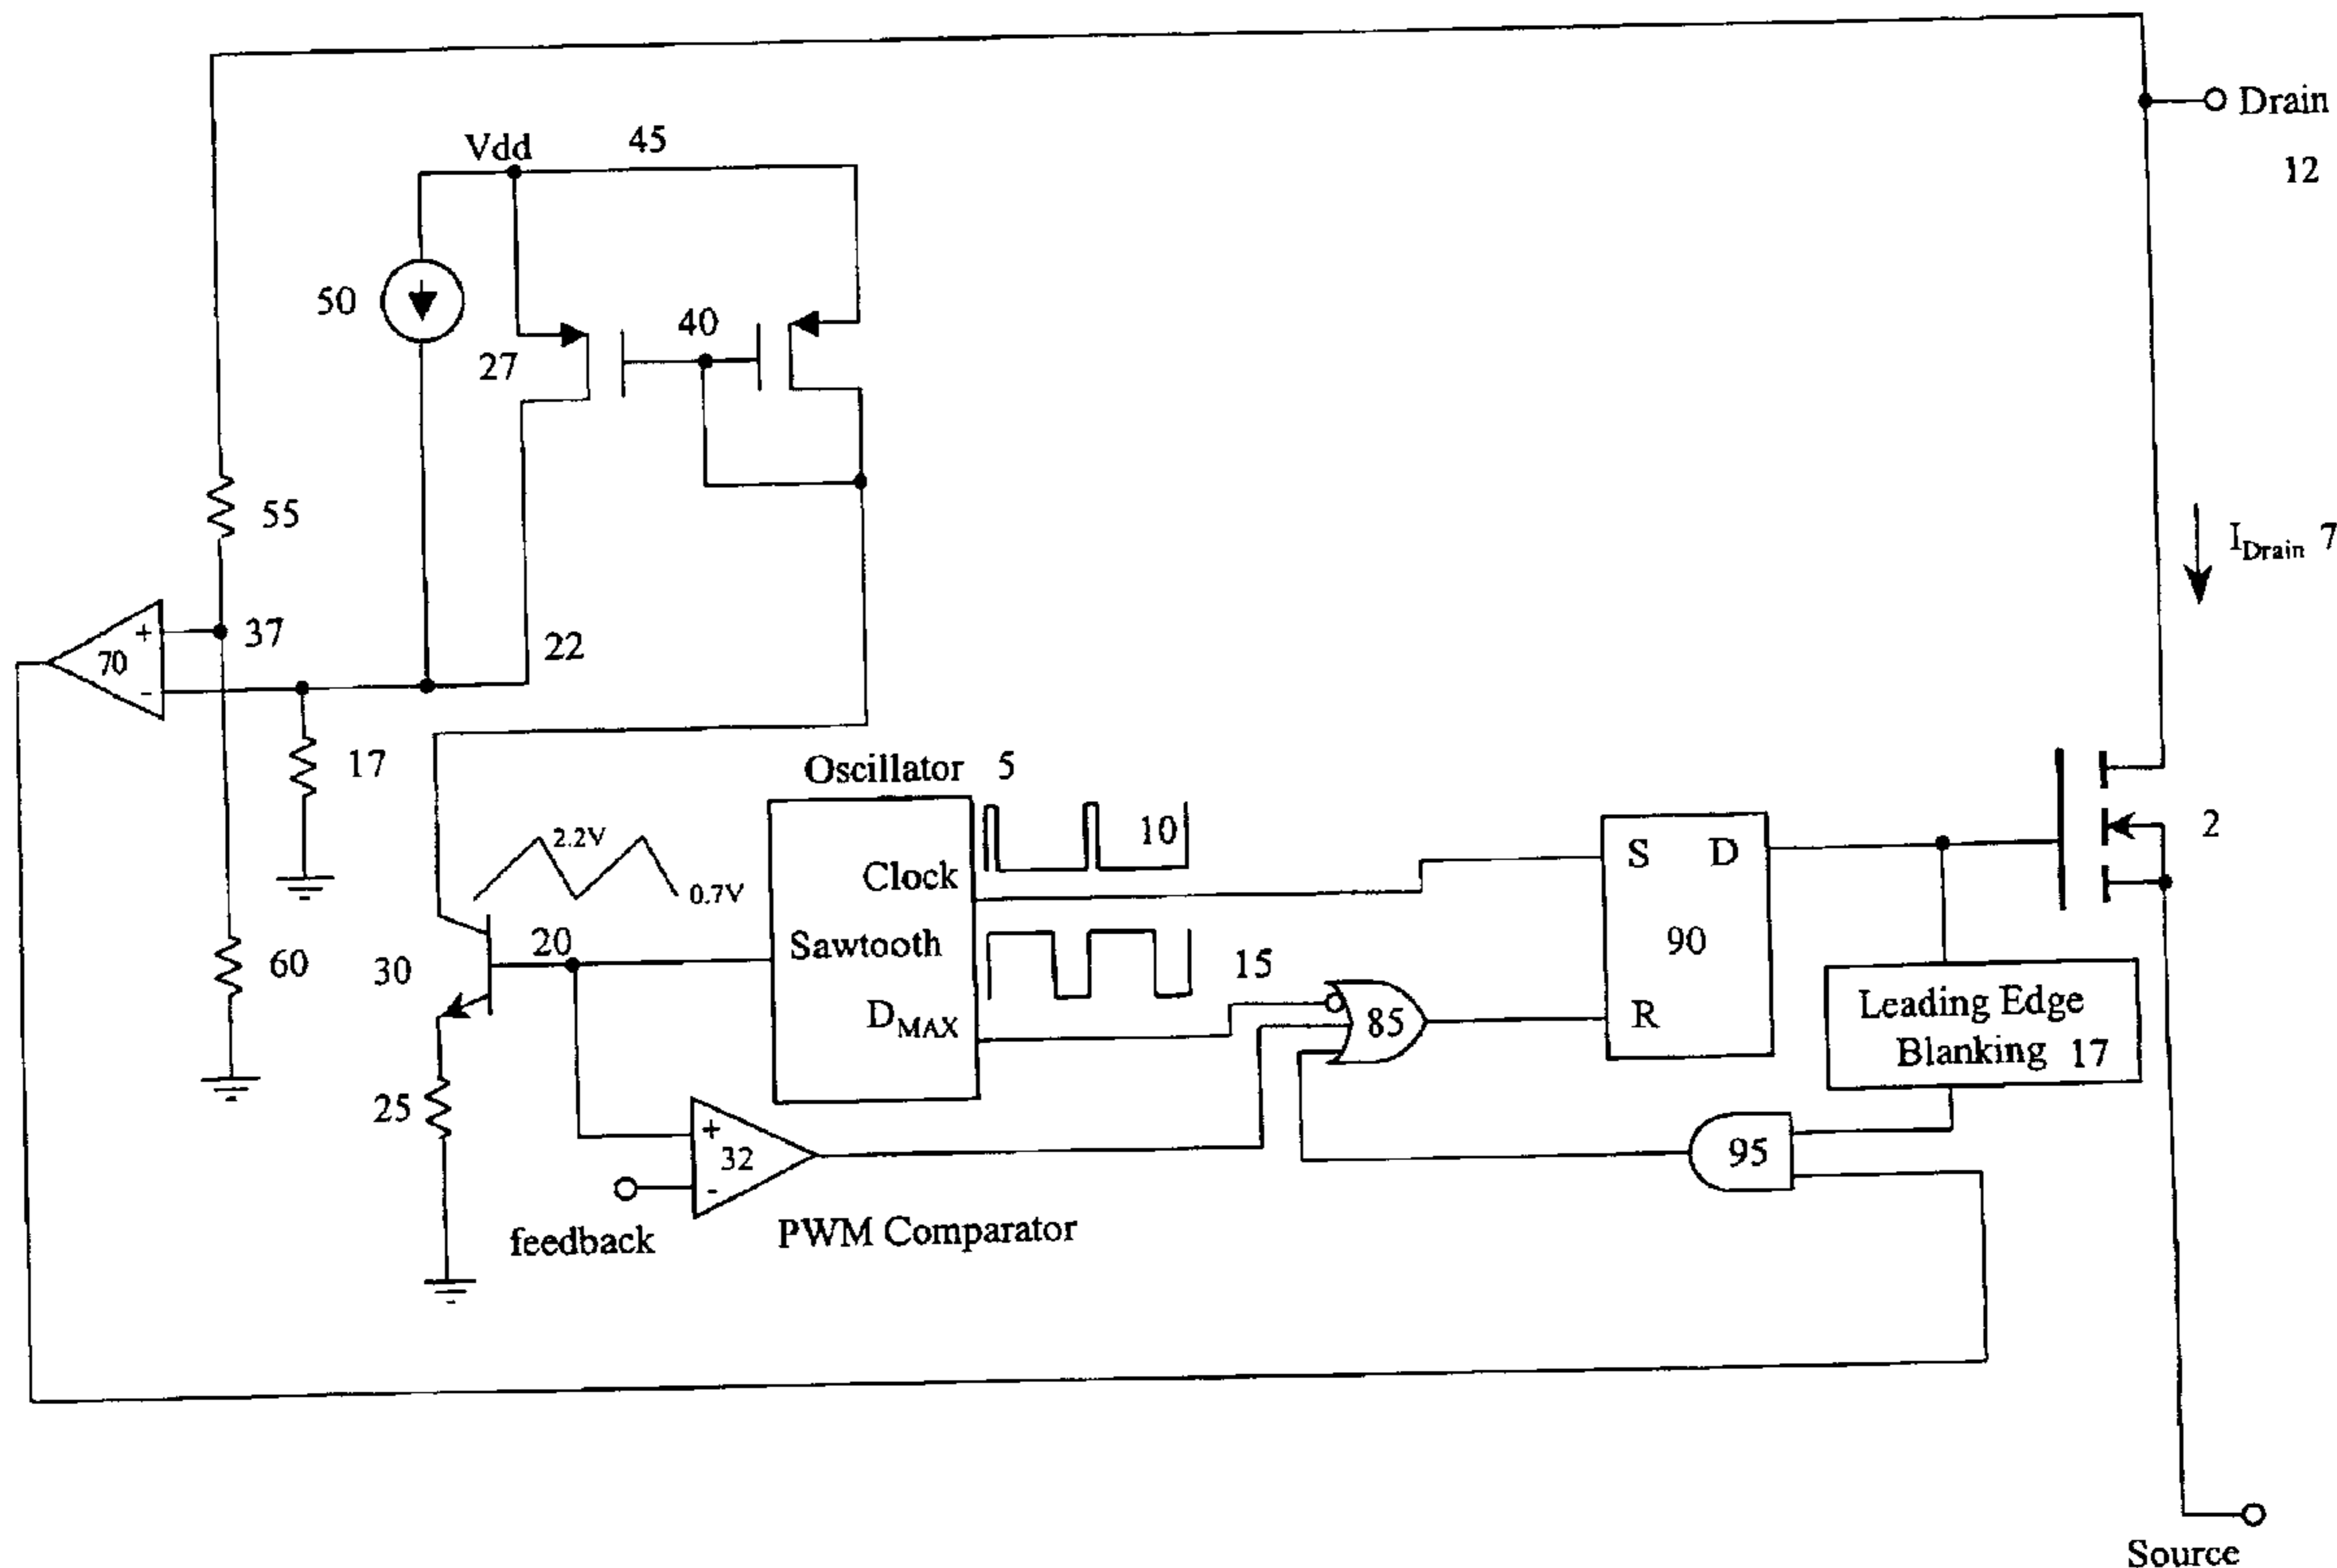 Drain
12
Vdd 45
50
27
40
55
I_Drain 7
+
70
-
37
22
17
Oscillator 5
2.2V
0.7V
10
Clock
S D
2
20
Sawtooth
90
30
60
15
D_MAX
85
R
Leading Edge
Blanking 17
25
+
32
-
95
feedback
PWM Comparator
Source